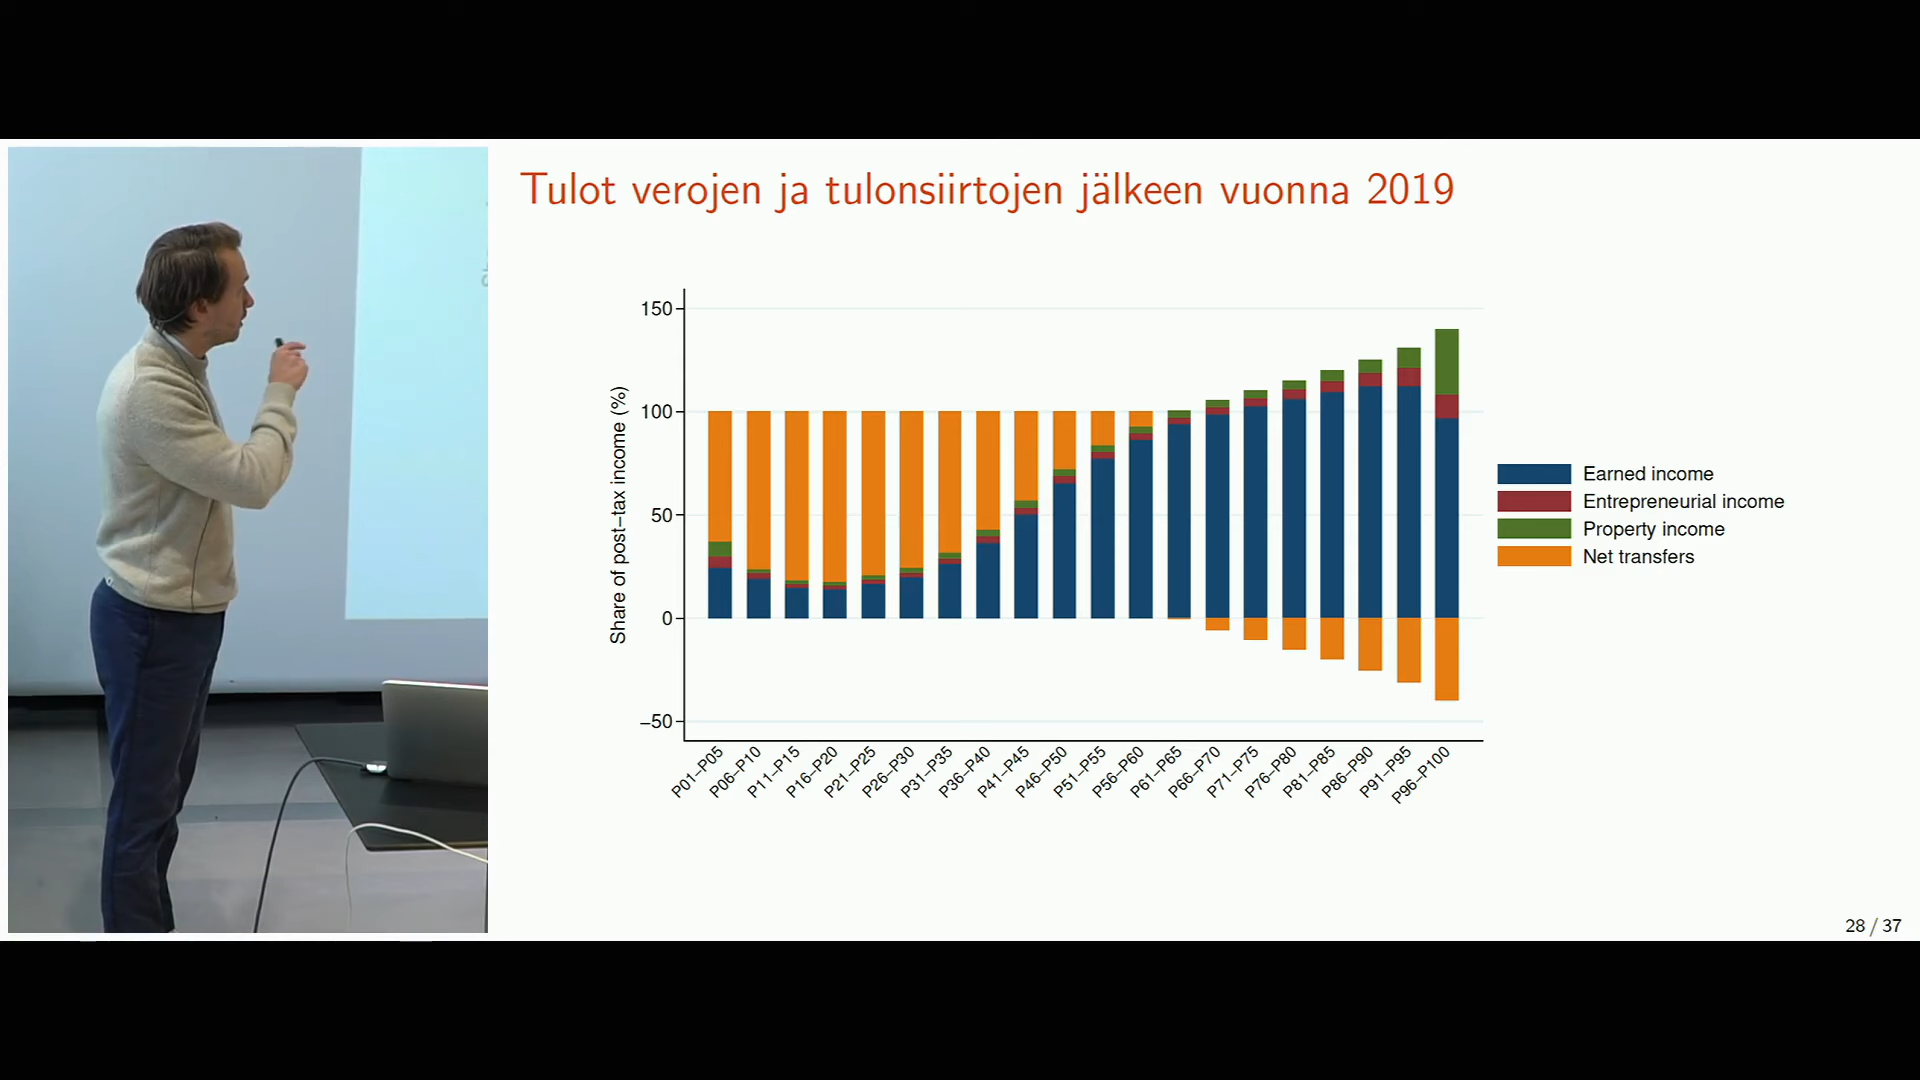 Tulot verojen ja tulonsiirtojen jälkeen vuonna 2019
Share of post−tax income (%)
150
100
50
0
−50
P01−P05
P06−P10
P11−P15
P16−P20
P21−P25
P26−P30
P31−P35
P36−P40
P41−P45
P46−P50
P51−P55
P56−P60
P61−P65
P66−P70
P71−P75
P76−P80
P81−P85
P86−P90
P91−P95
P96−P100
Earned income
Entrepreneurial income
Property income
Net transfers
28 / 37